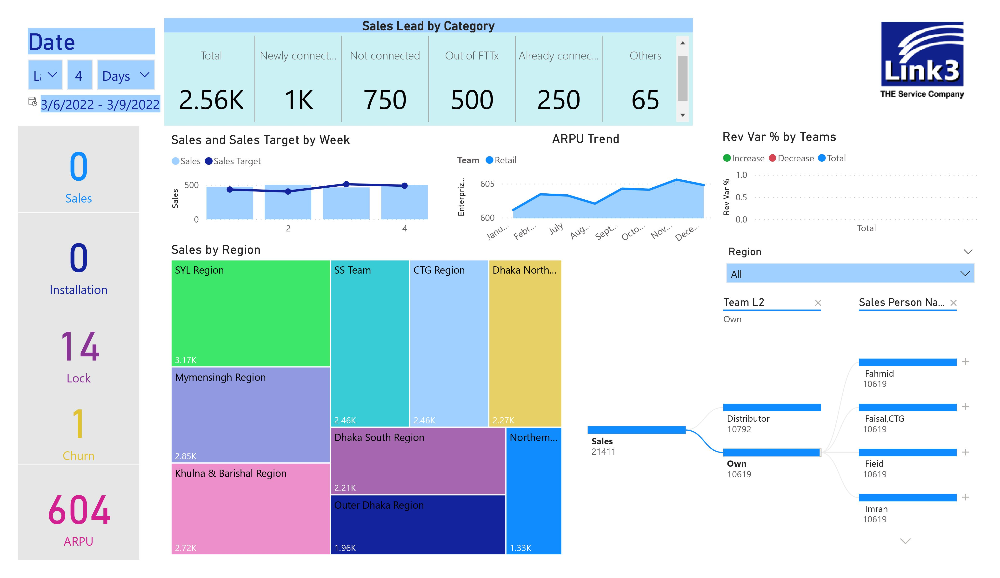 Date
4
Days
3/6/2022 - 3/9/2022
Sales Lead by Category
Total
2.56K
Newly connect...
1K
Not connected
750
Out of FTTx
500
Already connec...
250
Others
65
Link3
THE Service Company
0
Sales
0
Installation
14
Lock
1
Churn
604
ARPU
Sales and Sales Target by Week
Sales
Sales Target
Sales
500
0
2
4
ARPU Trend
Team
Retail
Enterpriz...
605
600
Janu...
Febr...
July
Aug...
Sept...
Octo...
Nov...
Dece...
Rev Var % by Teams
Increase
Decrease
Total
Rev Var %
1.0
0.5
0.0
Total
Sales by Region
SYL Region
3.17K
Mymensingh Region
2.85K
Khulna & Barishal Region
2.72K
SS Team
2.46K
CTG Region
2.46K
Dhaka North...
2.27K
Dhaka South Region
2.21K
Outer Dhaka Region
1.96K
Northern...
1.33K
Region
All
Team L2
Own
Sales Person Na...
Sales
21411
Distributor
10792
Own
10619
Fahmid
10619
Faisal,CTG
10619
Fieid
10619
Imran
10619